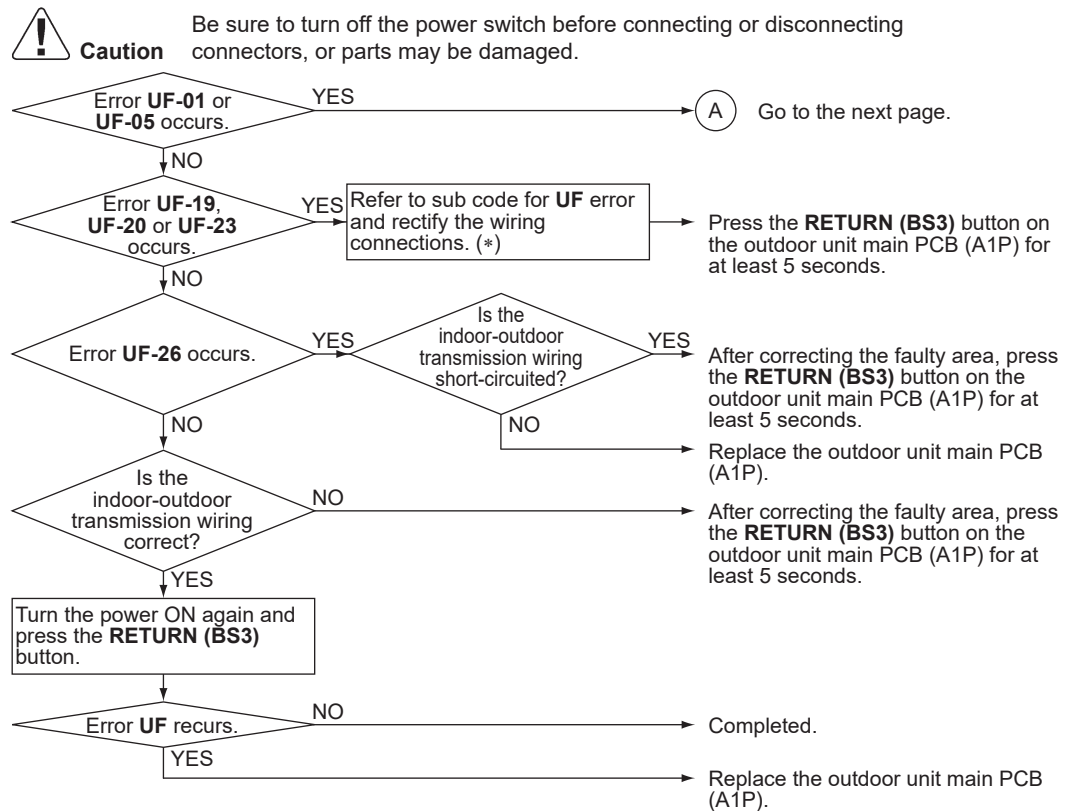 Be sure to turn off the power switch before connecting or disconnecting
Caution
connectors, or parts may be damaged.
Error UF-01 or
UF-05 occurs.
YES
A
Go to the next page.
NO
Error UF-19,
UF-20 or UF-23
occurs.
YES
Refer to sub code for UF error
and rectify the wiring
connections. (*)
Press the RETURN (BS3) button on
the outdoor unit main PCB (A1P) for
at least 5 seconds.
NO
Error UF-26 occurs.
YES
Is the
indoor-outdoor
transmission wiring
short-circuited?
YES
After correcting the faulty area, press
the RETURN (BS3) button on the
outdoor unit main PCB (A1P) for at
least 5 seconds.
NO
Replace the outdoor unit main PCB
(A1P).
NO
Is the
indoor-outdoor
transmission wiring
correct?
NO
After correcting the faulty area, press
the RETURN (BS3) button on the
outdoor unit main PCB (A1P) for at
least 5 seconds.
YES
Turn the power ON again and
press the RETURN (BS3)
button.
Error UF recurs.
NO
Completed.
YES
Replace the outdoor unit main PCB
(A1P).